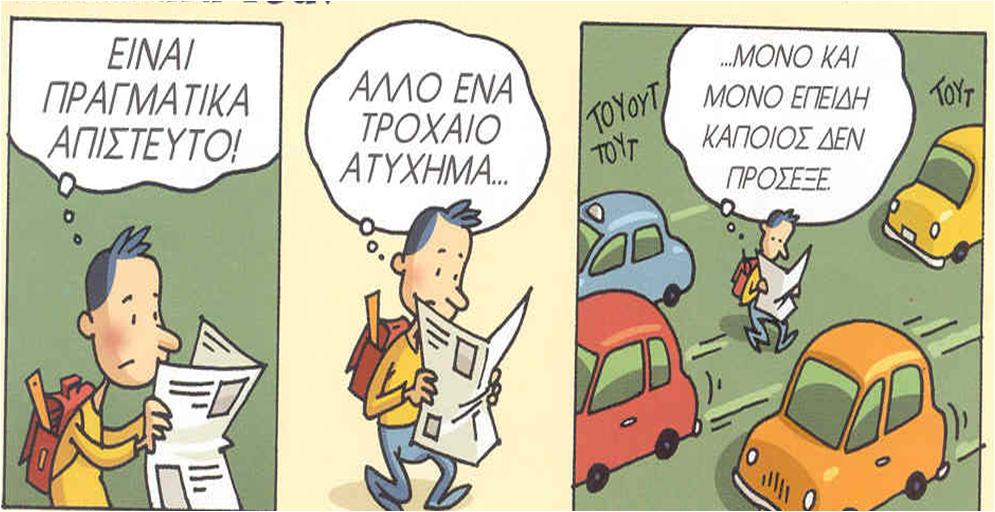 ΕΙΝΑΙ
ΠΡΑΓΜΑΤΙΚΑ
ΑΠΙΣΤΕΥΤΟ!
ΑΛΛΟ ΕΝΑ
ΤΡΟΧΑΙΟ
ΑΤΥΧΗΜΑ...
...ΜΟΝΟ ΚΑΙ
ΜΟΝΟ ΕΠΕΙΔΗ
ΚΑΠΟΙΟΣ ΔΕΝ
ΠΡΟΣΕΞΕ.
ΤΟΥΟΥΤ
ΤΟΥΤ
ΤΟΥΤ